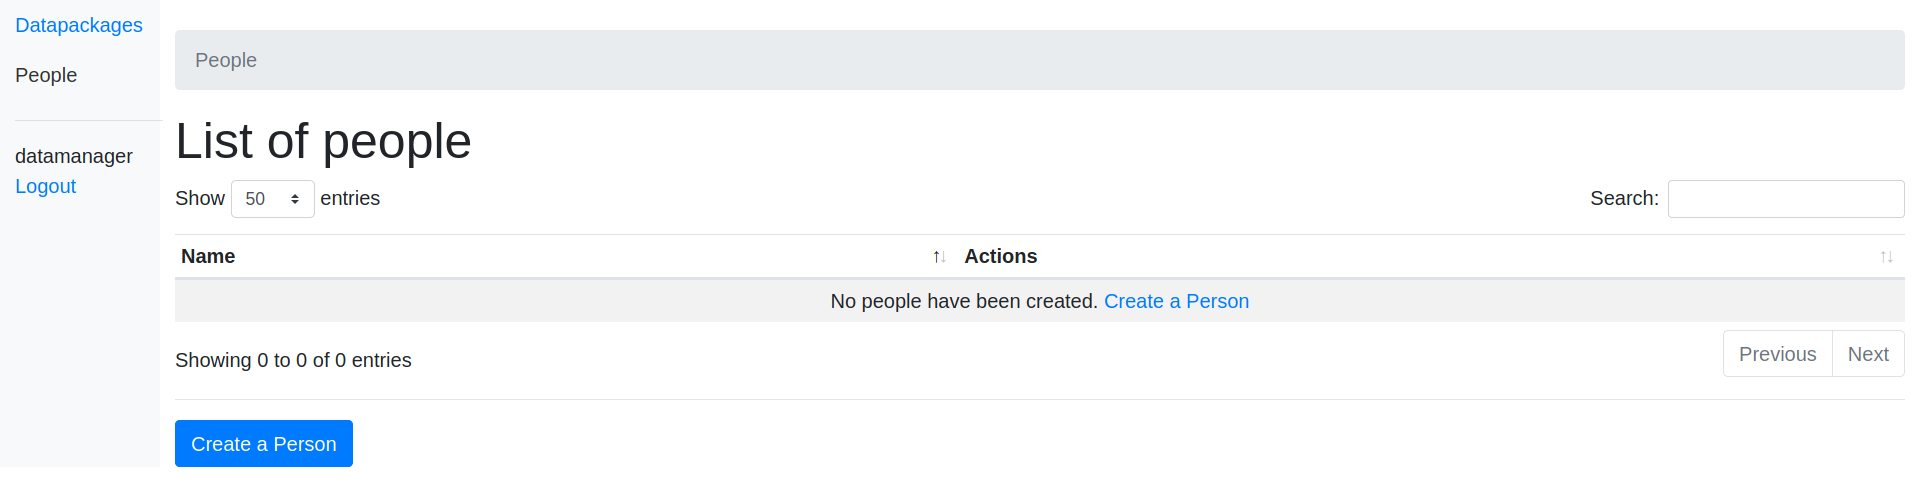 Datapackages
People
datamanager
Logout
People
List of people
Show 50 entries
Search:
Name Actions
No people have been created. Create a Person
Showing 0 to 0 of 0 entries
Previous Next
Create a Person